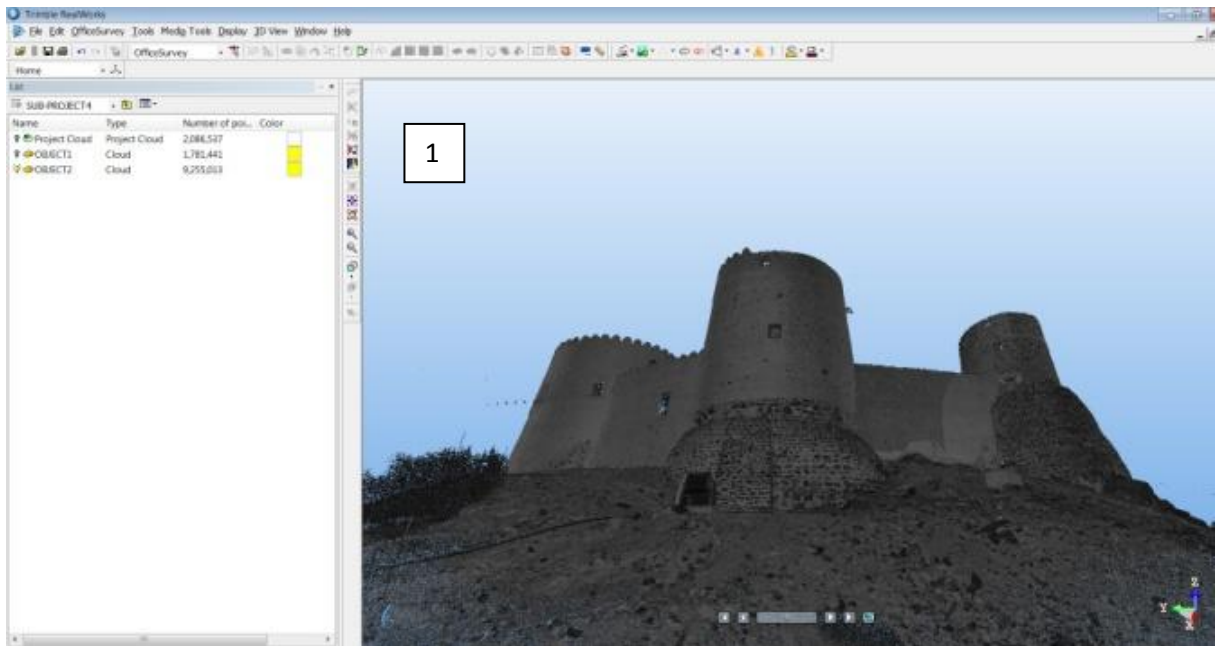 Trimble RealWorks
File Edit OfficeSurvey Tools Media Tools Display 3D View Window Help
OfficeSurvey
Home
List
SUB-PROJECT4
Name Type Number of poi... Color
Project Cloud Project Cloud 2,086,537
OBJECT1 Cloud 1,781,441
OBJECT2 Cloud 9,255,013
1
Z
Y
X